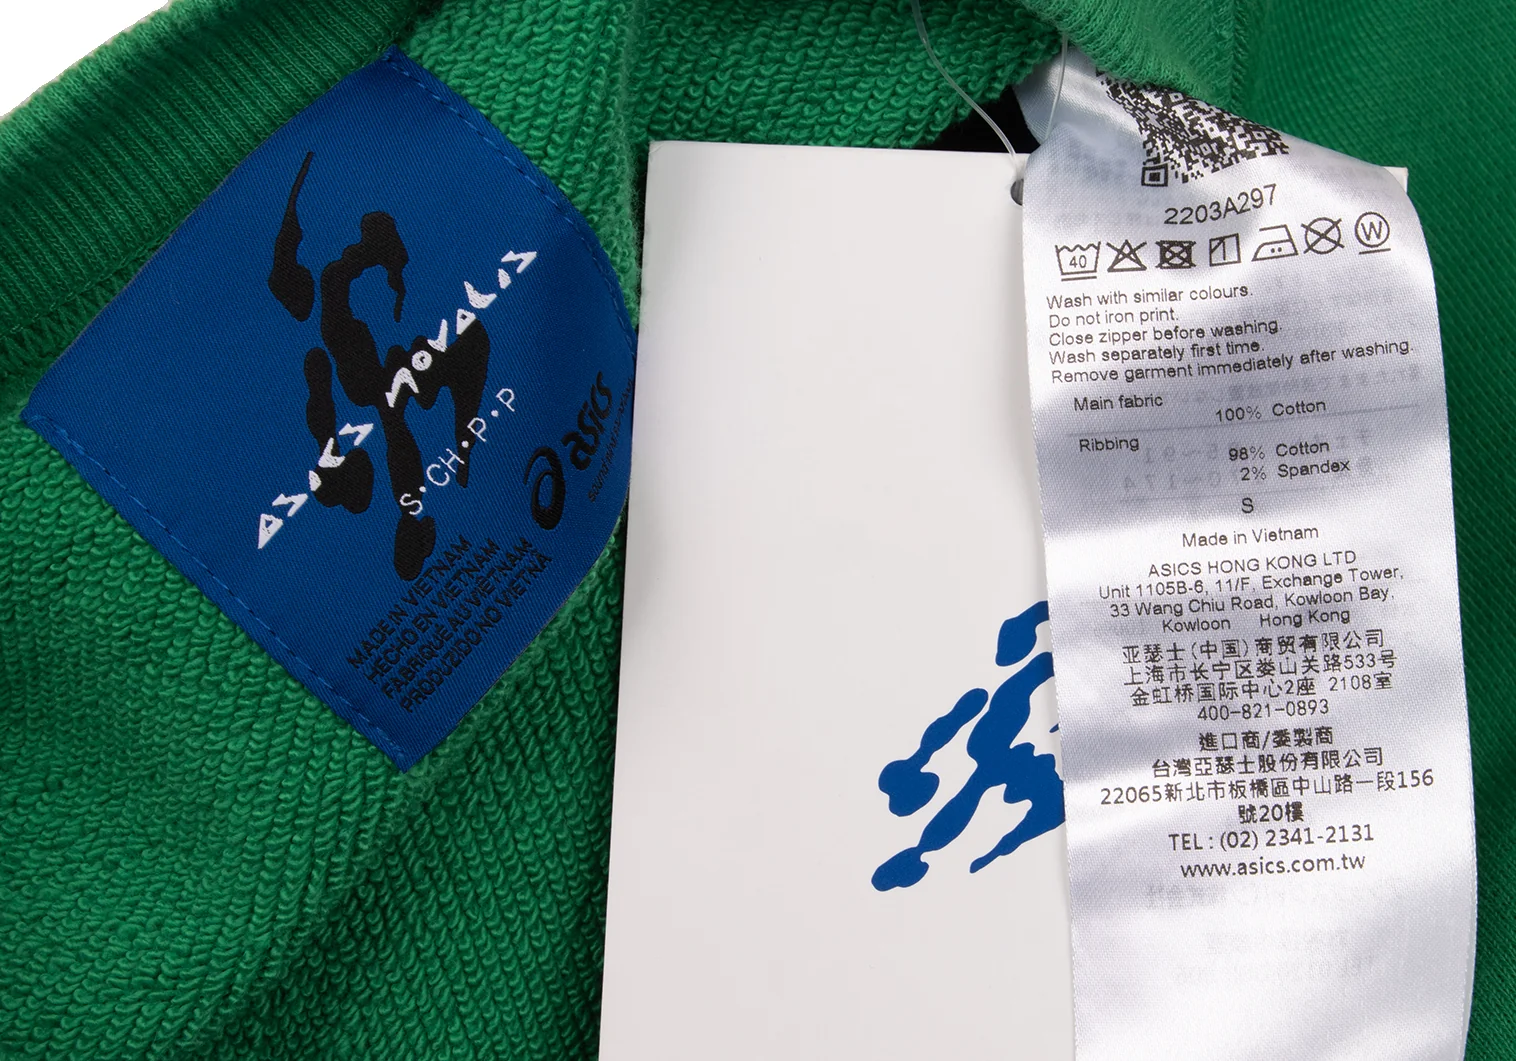 ASICS NOVALIS
S·CH·P·P
asics
MADE IN VIETNAM
HECHO EN VIETNAM
FABRIQUÉ AU VIETNAM
PRODUZIDO NO VIETNÃ
2203A297
40
W
Wash with similar colours.
Do not iron print.
Close zipper before washing.
Wash separately first time.
Remove garment immediately after washing.
Main fabric
100% Cotton
Ribbing
98% Cotton
2% Spandex
S
Made in Vietnam
ASICS HONG KONG LTD
Unit 1105B-6, 11/F, Exchange Tower,
33 Wang Chiu Road, Kowloon Bay,
Kowloon Hong Kong
亚瑟士(中国)商贸有限公司
上海市长宁区娄山关路533号
金虹桥国际中心2座 2108室
400-821-0893
進口商/委製商
台灣亞瑟士股份有限公司
22065新北市板橋區中山路一段156
號20樓
TEL : (02) 2341-2131
www.asics.com.tw